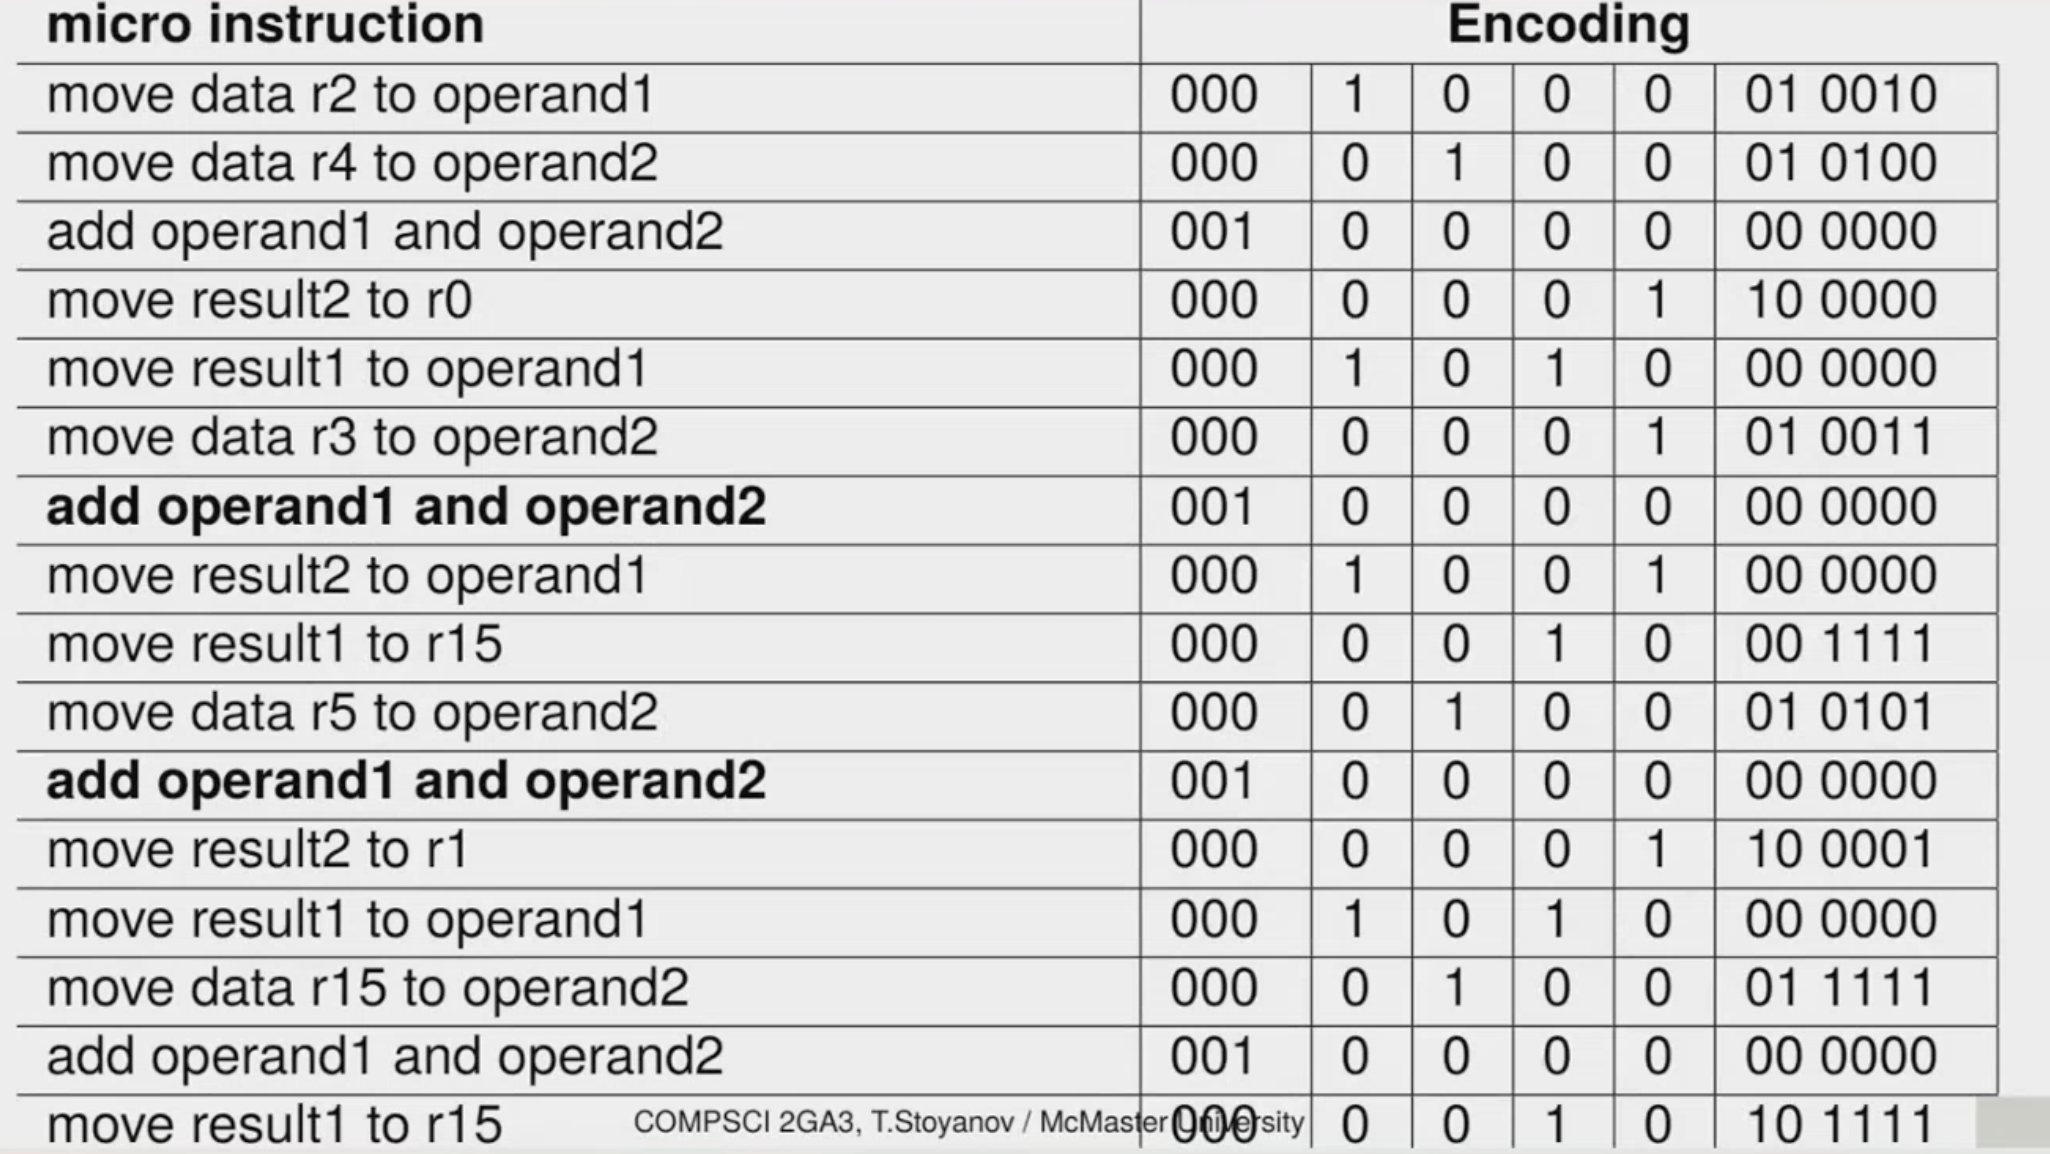 micro instruction Encoding
move data r2 to operand1 000 1 0 0 0 01 0010
move data r4 to operand2 000 0 1 0 0 01 0100
add operand1 and operand2 001 0 0 0 0 00 0000
move result2 to r0 000 0 0 0 1 10 0000
move result1 to operand1 000 1 0 1 0 00 0000
move data r3 to operand2 000 0 0 0 1 01 0011
add operand1 and operand2 001 0 0 0 0 00 0000
move result2 to operand1 000 1 0 0 1 00 0000
move result1 to r15 000 0 0 1 0 00 1111
move data r5 to operand2 000 0 1 0 0 01 0101
add operand1 and operand2 001 0 0 0 0 00 0000
move result2 to r1 000 0 0 0 1 10 0001
move result1 to operand1 000 1 0 1 0 00 0000
move data r15 to operand2 000 0 1 0 0 01 1111
add operand1 and operand2 001 0 0 0 0 00 0000
move result1 to r15 000 0 0 1 0 10 1111
COMPSCI 2GA3, T.Stoyanov / McMaster University